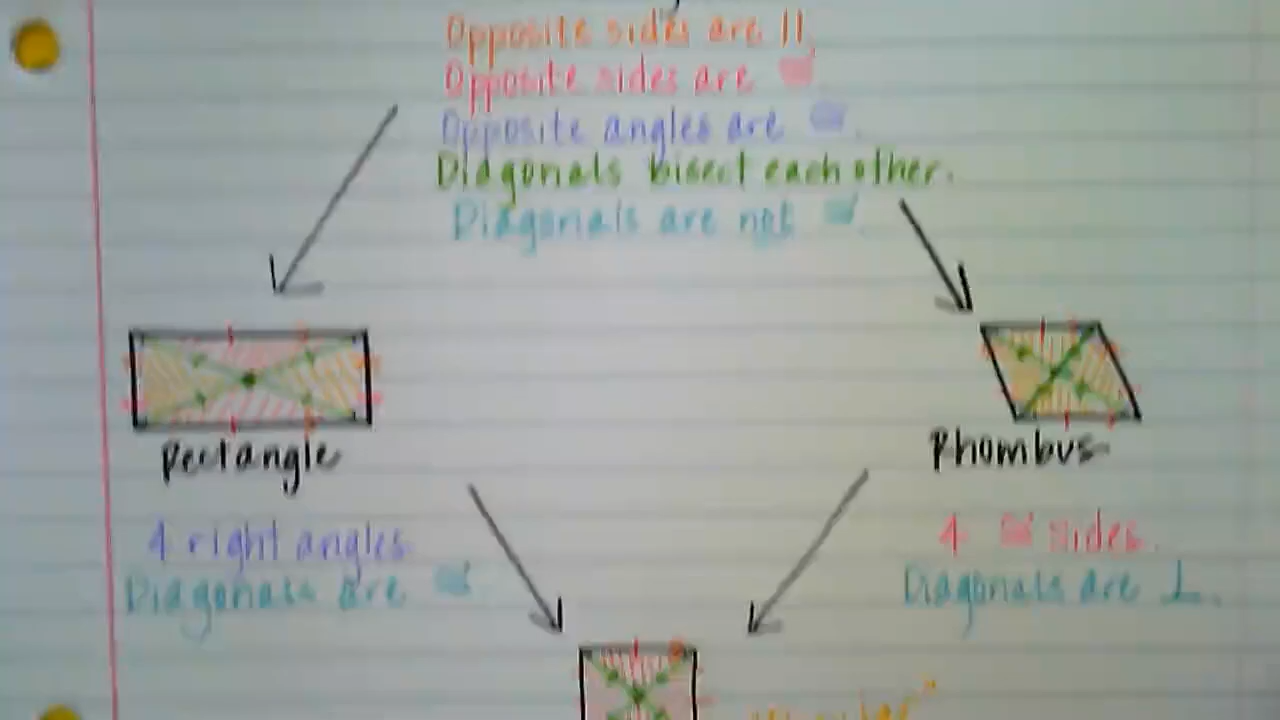 Opposite sides are ||.
Opposite sides are ≅.
Opposite angles are ≅.
Diagonals bisect each other.
Diagonals are not ≅.
Rectangle
Rhombus
4 right angles
4 ≅ sides.
Diagonals are ≅.
Diagonals are ⊥.